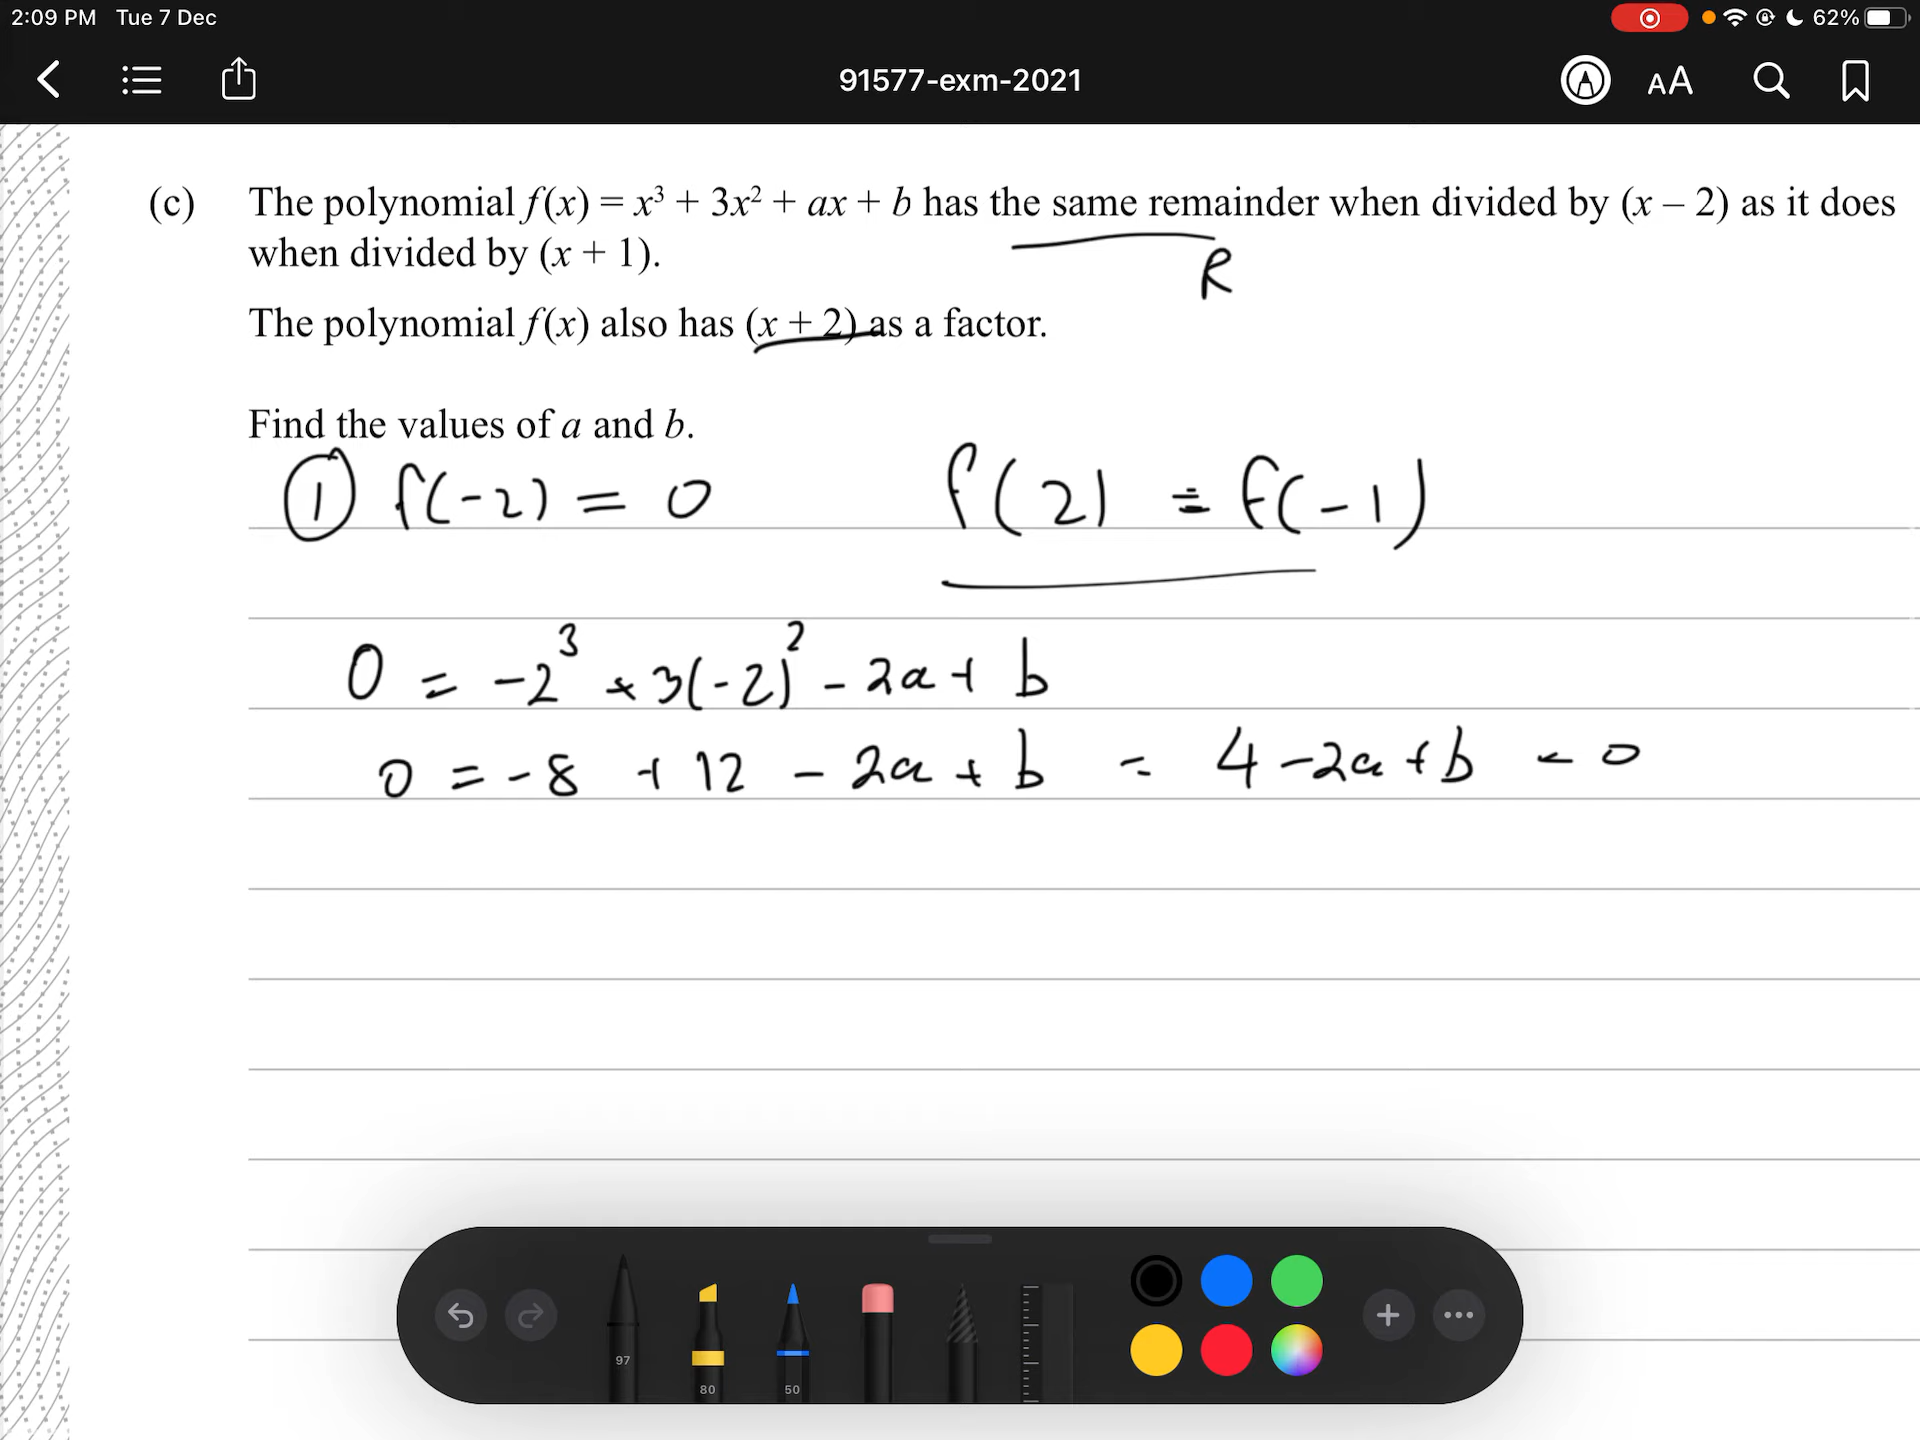 2:09 PM Tue 7 Dec 62%
91577-exm-2021
(c) The polynomial f(x) = x³ + 3x² + ax + b has the same remainder when divided by (x – 2) as it does
when divided by (x + 1).
R
The polynomial f(x) also has (x + 2) as a factor.
Find the values of a and b.
① f(-2) = 0 f(2) = f(-1)
0 = -2³ + 3(-2)² - 2a + b
0 = -8 + 12 - 2a + b = 4 - 2a + b = 0
97 80 50